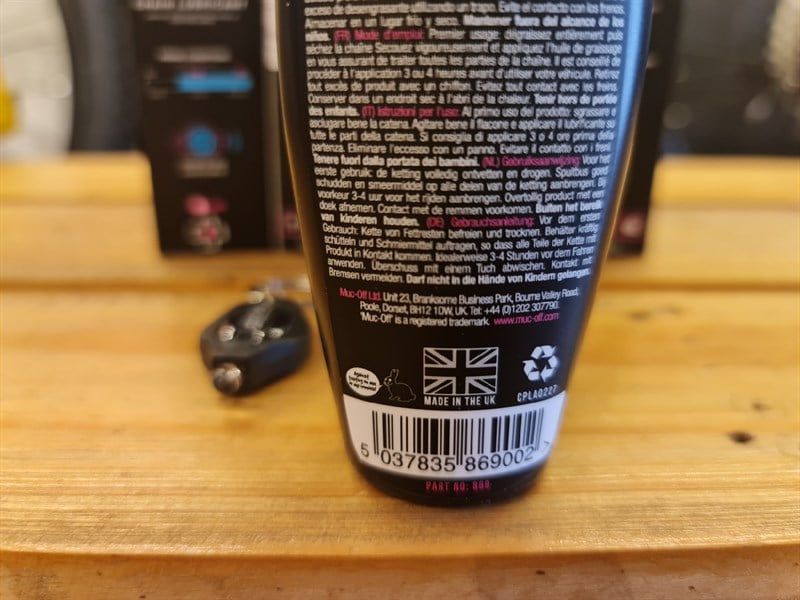 exceso de desengrasante utilizando un trapo. Evite el contacto con los frenos.
Almacenar en un lugar frío y seco. Mantener fuera del alcance de los
niños. (FR) Mode d'emploi: Premier usage: dégraissez entièrement puis
séchez la chaîne Secouez vigoureusement et appliquez l'huile de graissage
en vous assurant de traiter toutes les parties de la chaîne. Il est conseillé de
procéder à l'application 3 ou 4 heures avant d'utiliser votre véhicule. Retirez
tout excès de produit avec un chiffon. Evitez tout contact avec les freins.
Conserver dans un endroit sec à l'abri de la chaleur. Tenir hors de portée
des enfants. (IT) Istruzioni per l'uso: Al primo uso del prodotto: sgrassare e
asciugare bene la catena. Agitare bene il flacone e applicare il lubrificante su
tutte le parti della catena. Si consiglia di applicare 3 o 4 ore prima della
partenza. Eliminare l'eccesso con un panno. Evitare il contatto con i freni.
Tenere fuori dalla portata dei bambini. (NL) Gebruiksaanwijzing: Voor het
eerste gebruik: de ketting volledig ontvetten en drogen. Spuitbus goed
schudden en smeermiddel op alle delen van de ketting aanbrengen. Bij
voorkeur 3-4 uur voor het rijden aanbrengen. Overtollig product met een
doek afnemen. Contact met de remmen voorkomen. Buiten het bereik
van kinderen houden. (DE) Gebrauchsanleitung: Vor dem ersten
Gebrauch: Kette von Fettresten befreien und trocknen. Behälter kräftig
schütteln und Schmiermittel auftragen, so dass alle Teile der Kette mit
Produkt in Kontakt kommen. Idealerweise 3-4 Stunden vor dem Fahren
anwenden. Überschuss mit einem Tuch abwischen. Kontakt mit
Bremsen vermeiden. Darf nicht in die Hände von Kindern gelangen.
Muc-Off Ltd. Unit 23, Branksome Business Park, Bourne Valley Road,
Poole, Dorset, BH12 1DW, UK. Tel: +44 (0)1202 307790.
'Muc-Off' is a registered trademark. www.muc-off.com
Against
MADE IN THE UK
CPLA0227
5 037835 869002 >
PART NO: 868